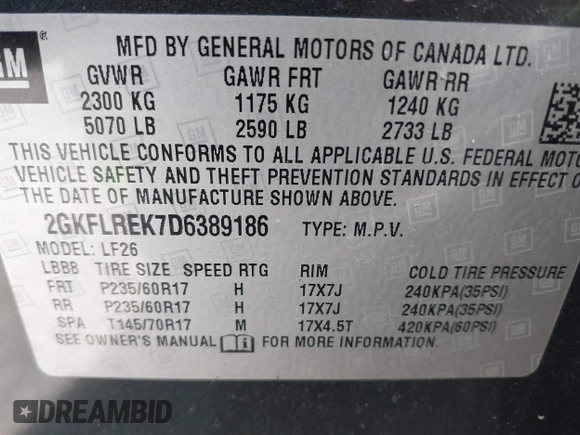 GM
MFD BY GENERAL MOTORS OF CANADA LTD.
GVWR GAWR FRT GAWR RR
2300 KG 1175 KG 1240 KG
5070 LB 2590 LB 2733 LB
THIS VEHICLE CONFORMS TO ALL APPLICABLE U.S. FEDERAL MOTO
VEHICLE SAFETY AND THEFT PREVENTION STANDARDS IN EFFECT ON
THE DATE OF MANUFACTURE SHOWN ABOVE.
2GKFLREK7D6389186 TYPE: M.P.V.
MODEL: LF26
LBB8 TIRE SIZE SPEED RTG RIM COLD TIRE PRESSURE
FRT P235/60R17 H 17X7J 240KPA(35PSI)
RR P235/60R17 H 17X7J 240KPA(35PSI)
SPA T145/70R17 M 17X4.5T 420KPA(60PSI)
SEE OWNER'S MANUAL FOR MORE INFORMATION.
DREAMBID